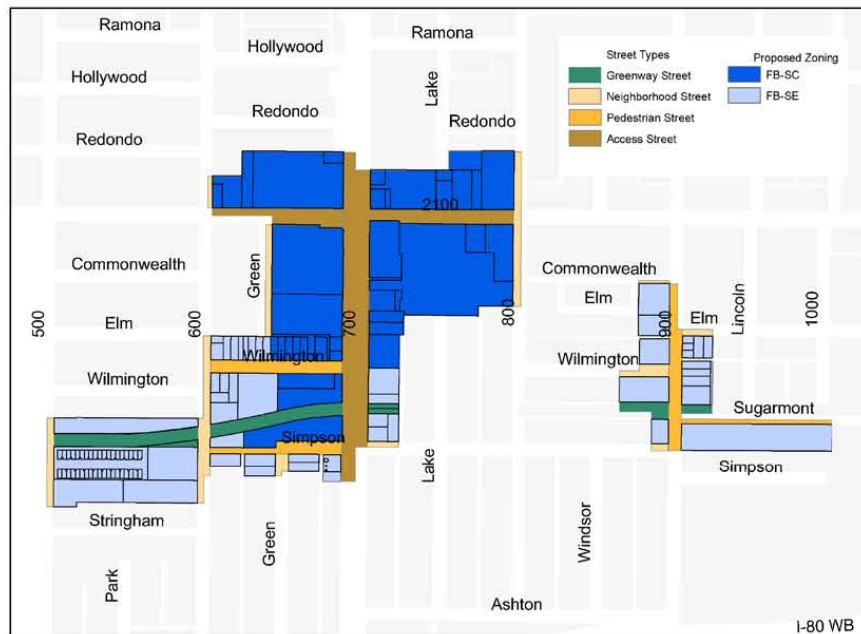 Ramona
Hollywood
Ramona
Hollywood
Lake
Redondo
Redondo
Redondo
Street Types
Greenway Street
Neighborhood Street
Pedestrian Street
Access Street
Proposed Zoning
FB-SC
FB-SE
2100
Commonwealth
Green
Commonwealth
500
Elm
600
700
800
Elm
900
Elm
Lincoln
1000
Wilmington
Wilmington
Wilmington
Sugarmont
Simpson
Simpson
Stringham
Green
Lake
Windsor
Park
Ashton
I-80 WB